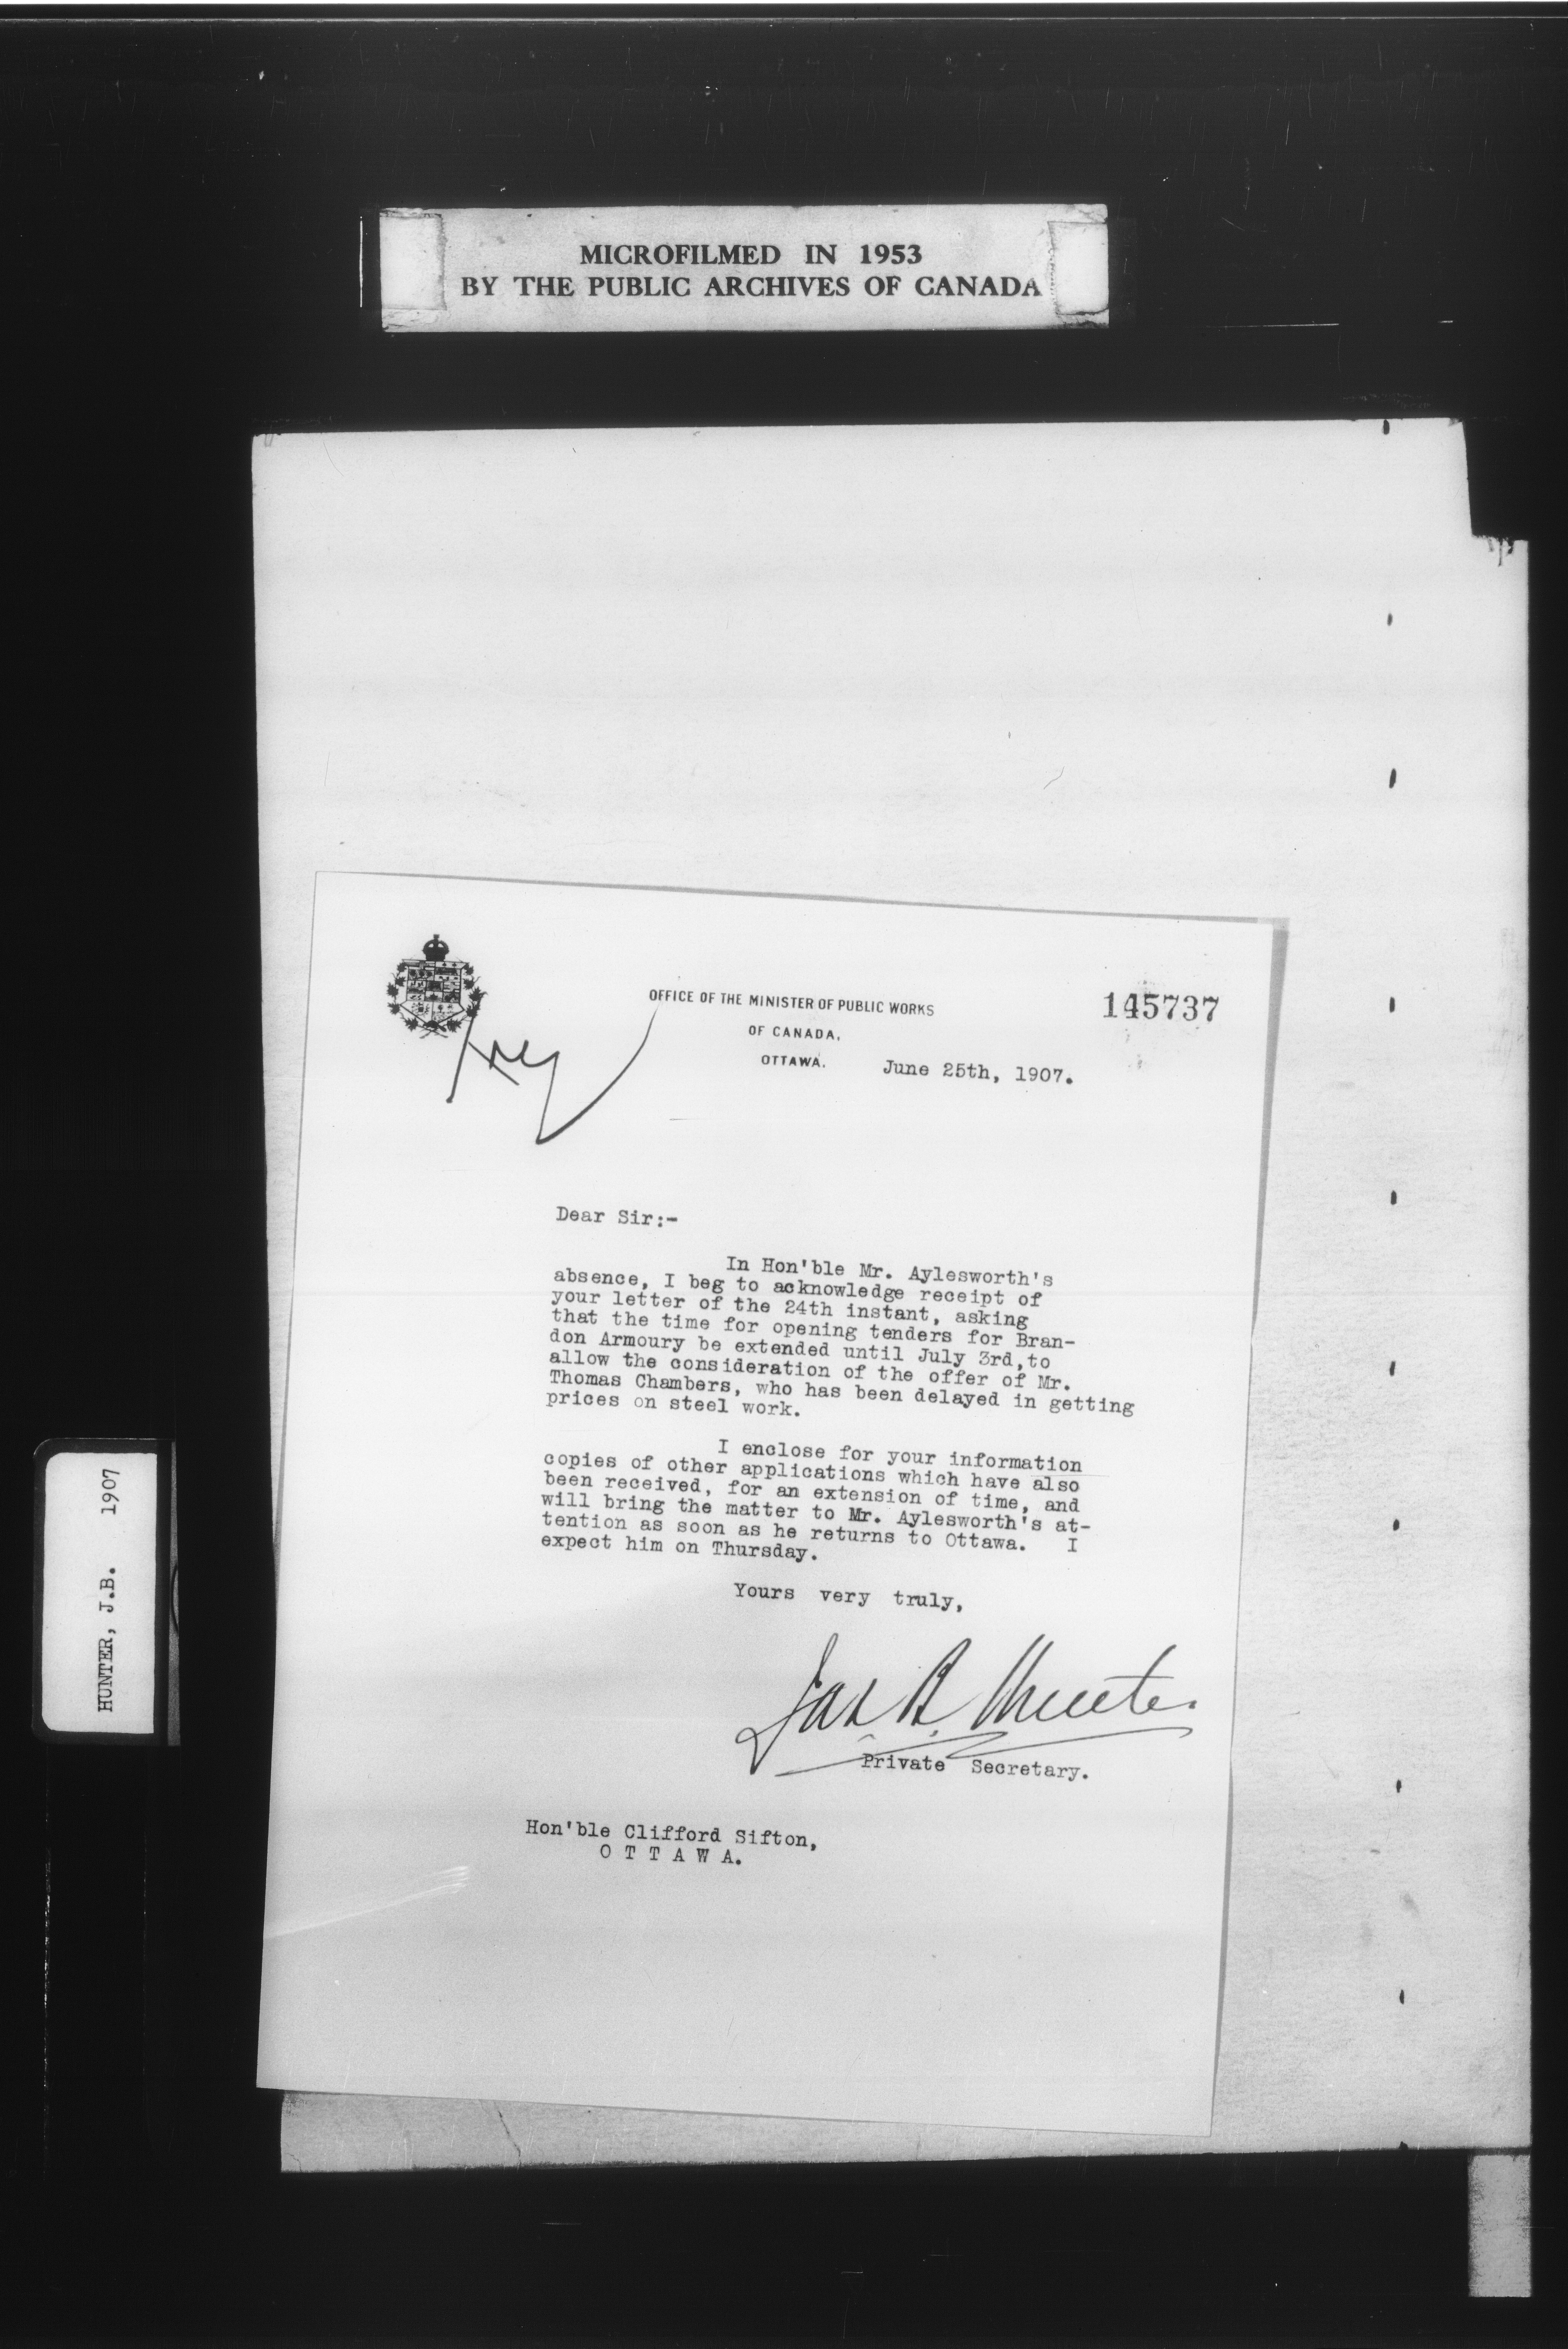 MICROFILMED IN 1953
BY THE PUBLIC ARCHIVES OF CANADA
HUNTER, J.B. 1907
OFFICE OF THE MINISTER OF PUBLIC WORKS
OF CANADA,
OTTAWA.
145737
June 25th, 1907.
Dear Sir:-
In Hon'ble Mr. Aylesworth's
absence, I beg to acknowledge receipt of
your letter of the 24th instant, asking
that the time for opening tenders for Bran-
don Armoury be extended until July 3rd,to
allow the consideration of the offer of Mr.
Thomas Chambers, who has been delayed in getting
prices on steel work.
I enclose for your information
copies of other applications which have also
been received, for an extension of time, and
will bring the matter to Mr. Aylesworth's at-
tention as soon as he returns to Ottawa. I
expect him on Thursday.
Yours very truly,
Jas B. Hunter
Private Secretary.
Hon'ble Clifford Sifton,
O T T A W A.